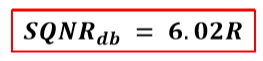 SQNR_db = 6.02R